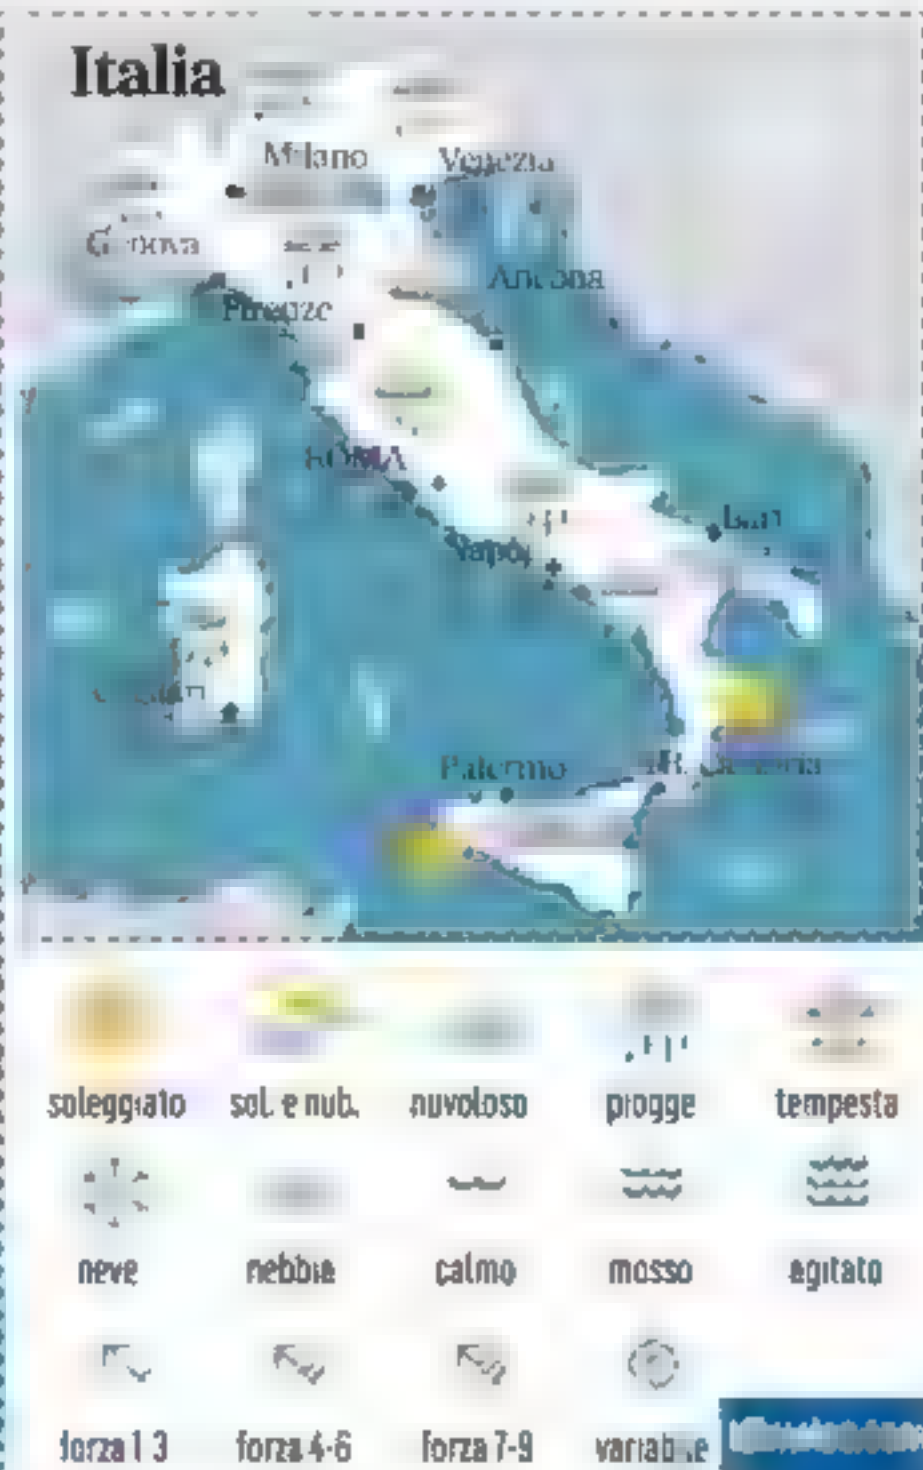 Italia
Milano
Venezia
Genova
Ancona
Firenze
ROMA
Bari
Napoli
Palermo
soleggiato
sol. e nub.
nuvoloso
piogge
tempesta
neve
nebbia
calmo
mosso
agitato
forza 1-3
forza 4-6
forza 7-9
variabile